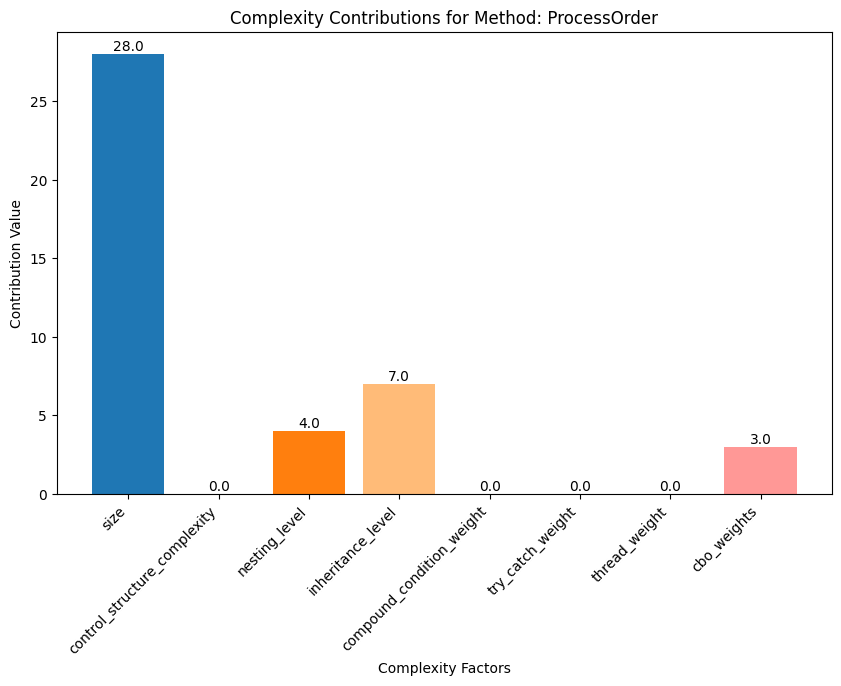 Complexity Contributions for Method: ProcessOrder
Contribution Value
25
20
15
10
5
0
28.0
0.0
4.0
7.0
0.0
0.0
0.0
3.0
size
control_structure_complexity
nesting_level
inheritance_level
compound_condition_weight
try_catch_weight
thread_weight
cbo_weights
Complexity Factors